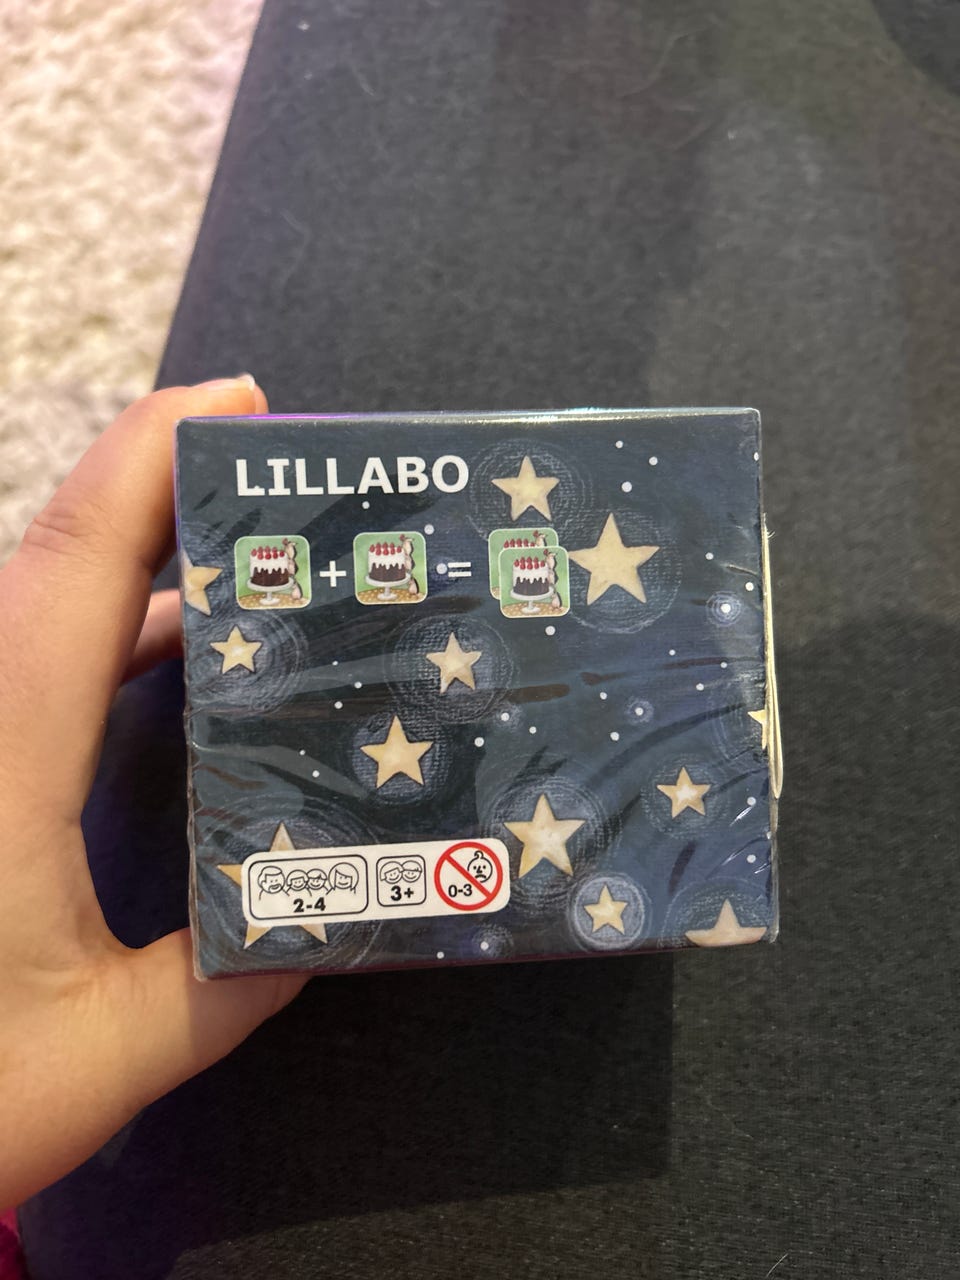 LILLABO
+ =
2-4
3+
0-3